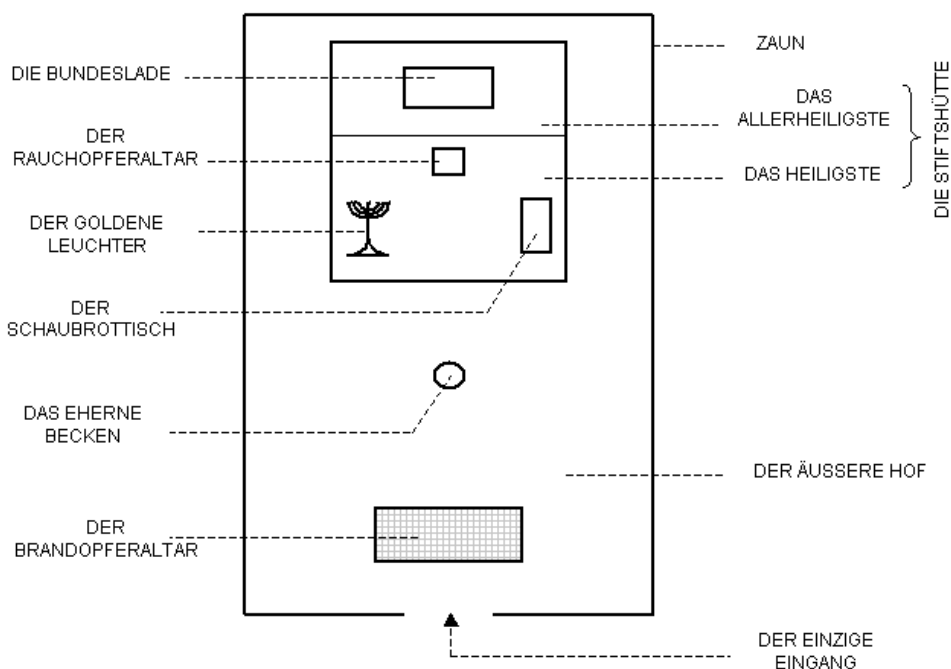 DIE BUNDESLADE
DER
RAUCHOPFERALTAR
DER GOLDENE
LEUCHTER
DER
SCHAUBROTTISCH
DAS EHERNE
BECKEN
DER
BRANDOPFERALTAR
ZAUN
DAS
ALLERHEILIGSTE
DAS HEILIGSTE
DIE STIFTSHÜTTE
DER ÄUSSERE HOF
DER EINZIGE
EINGANG